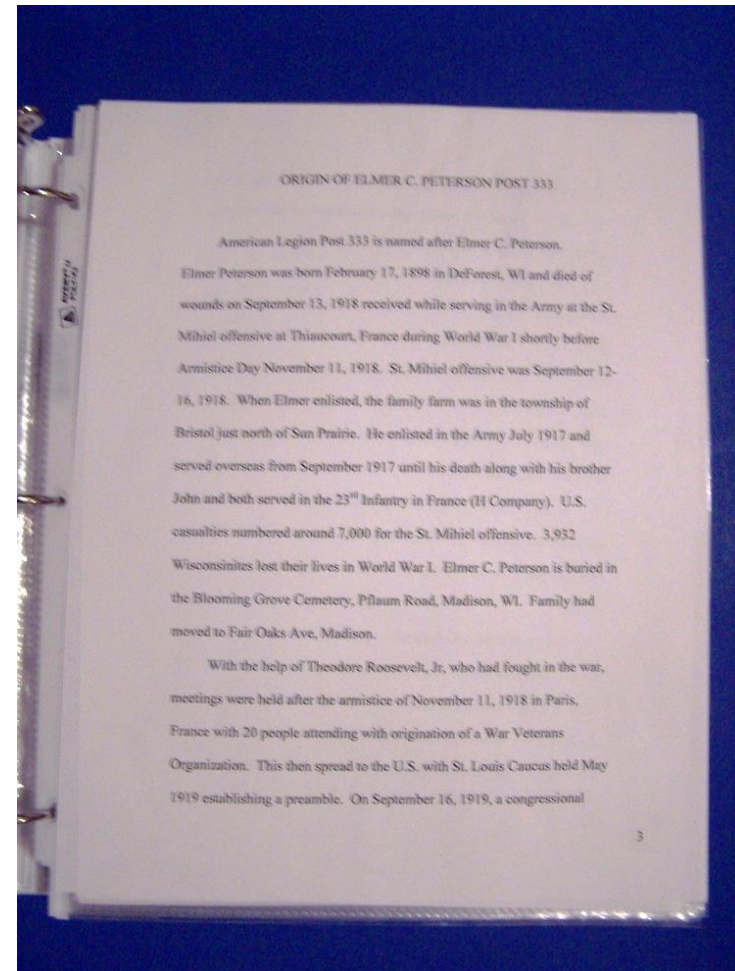 ORIGIN OF ELMER C. PETERSON POST 333
American Legion Post 333 is named after Elmer C. Peterson.
Elmer Peterson was born February 17, 1898 in DeForest, WI and died of
wounds on September 13, 1918 received while serving in the Army at the St.
Mihiel offensive at Thiaucourt, France during World War I shortly before
Armistice Day November 11, 1918.  St. Mihiel offensive was September 12-
16, 1918.  When Elmer enlisted, the family farm was in the township of
Bristol just north of Sun Prairie.  He enlisted in the Army July 1917 and
served overseas from September 1917 until his death along with his brother
John and both served in the 23rd Infantry in France (H Company).  U.S.
casualties numbered around 7,000 for the St. Mihiel offensive.  3,932
Wisconsinites lost their lives in World War I.  Elmer C. Peterson is buried in
the Blooming Grove Cemetery, Pflaum Road, Madison, WI.  Family had
moved to Fair Oaks Ave, Madison.
With the help of Theodore Roosevelt, Jr, who had fought in the war,
meetings were held after the armistice of November 11, 1918 in Paris,
France with 20 people attending with origination of a War Veterans
Organization.  This then spread to the U.S. with St. Louis Caucus held May
1919 establishing a preamble.  On September 16, 1919, a congressional
3